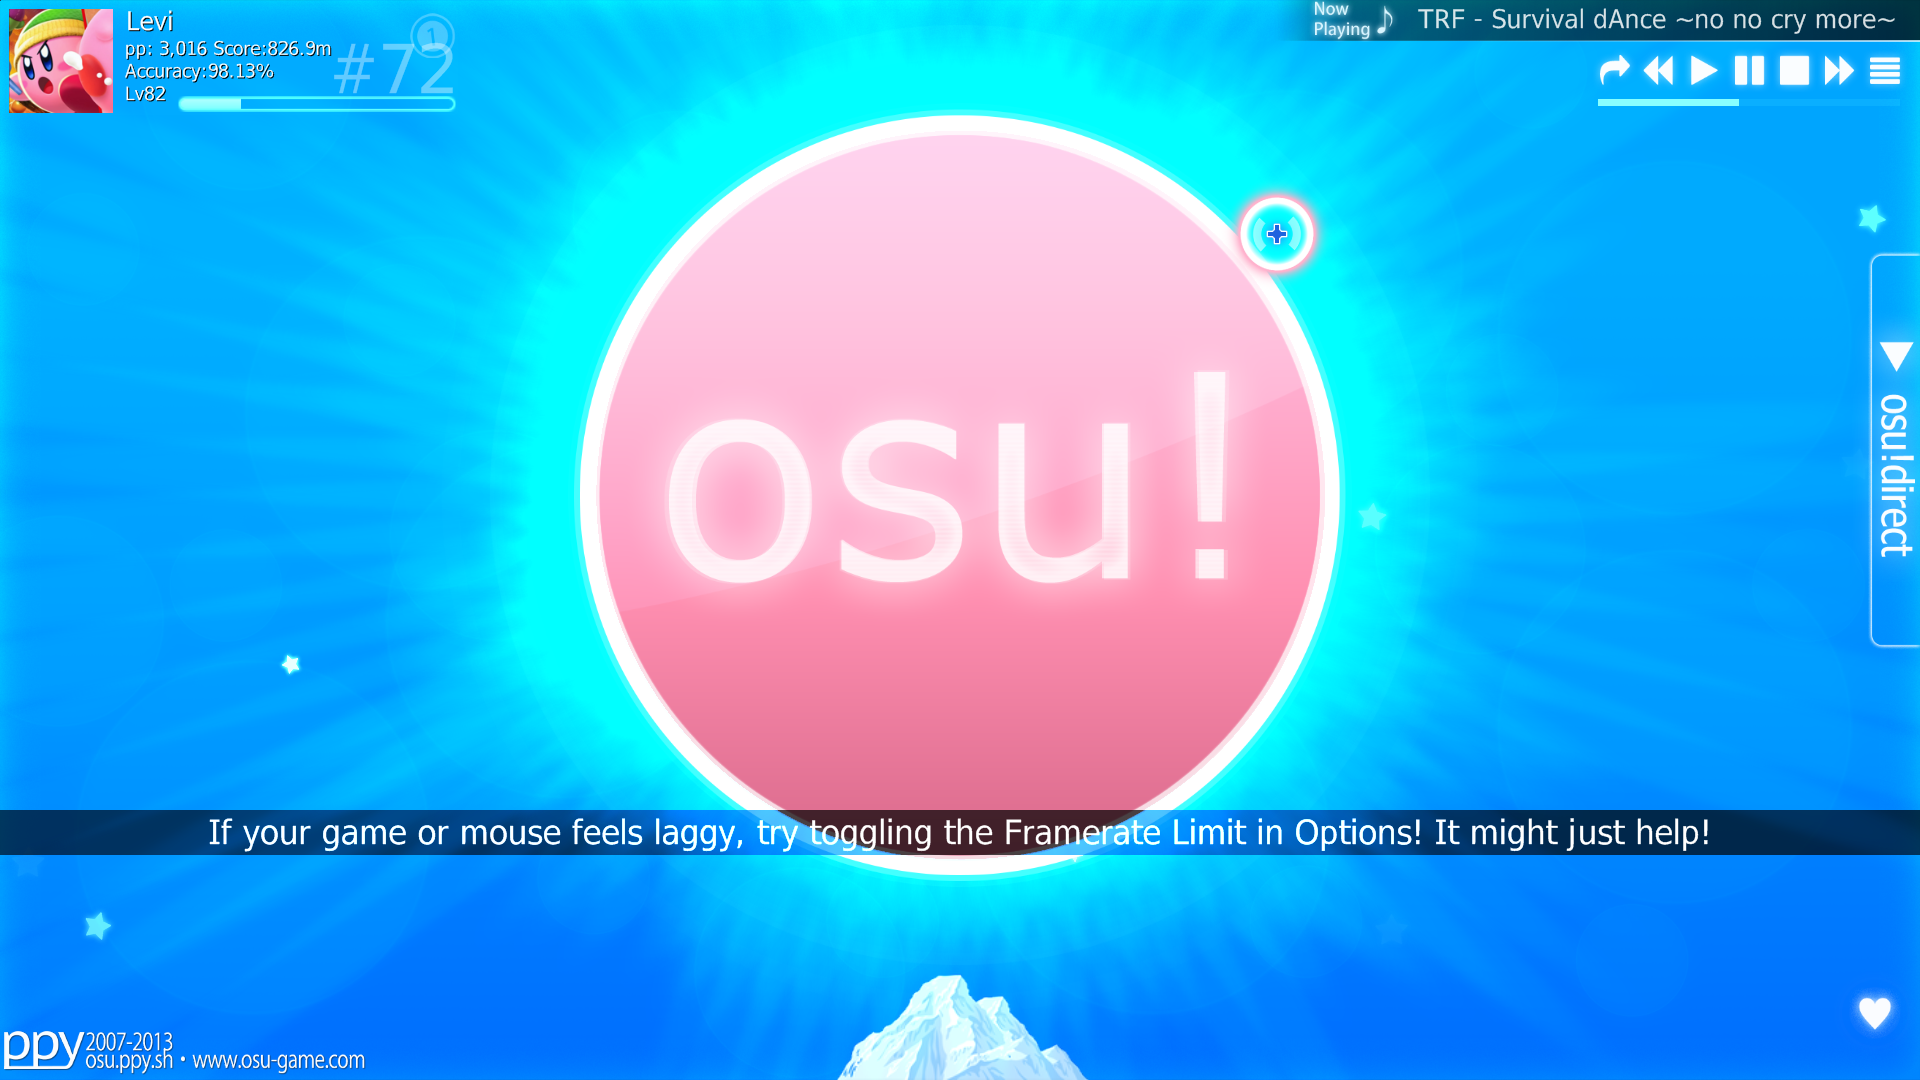 Levi
pp: 3,016 Score:826.9m
Accuracy:98.13%
Lv82
#72
1
Now
Playing
TRF - Survival dAnce ~no no cry more~
osu!
osu!direct
If your game or mouse feels laggy, try toggling the Framerate Limit in Options! It might just help!
ppy 2007-2013
osu.ppy.sh • www.osu-game.com